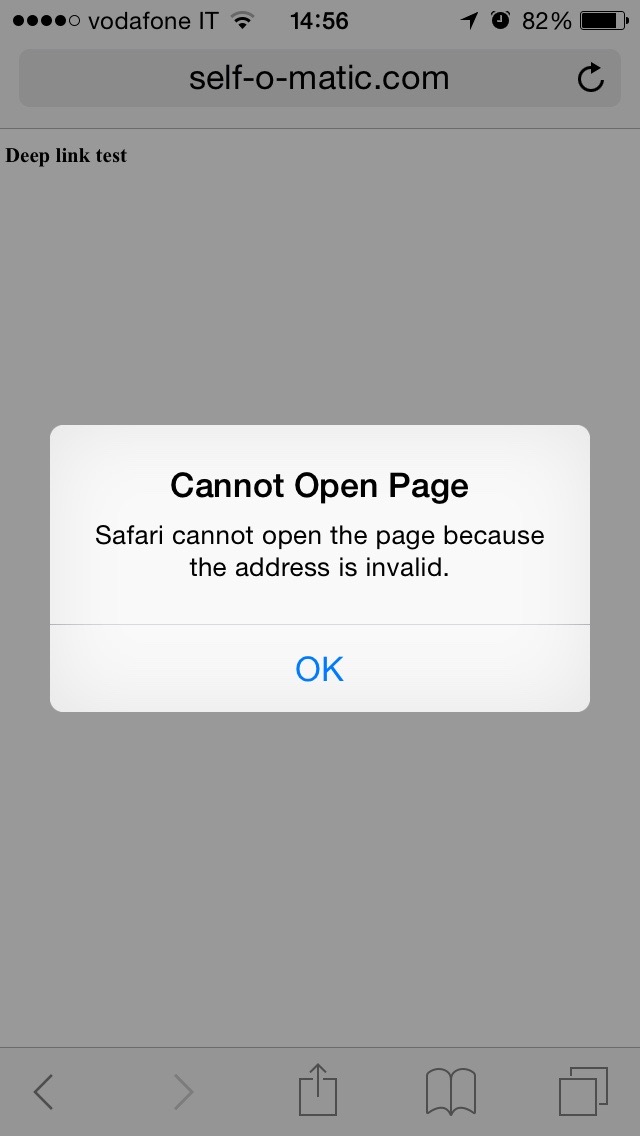 vodafone IT 14:56 82%
self-o-matic.com
Deep link test
Cannot Open Page
Safari cannot open the page because
the address is invalid.
OK